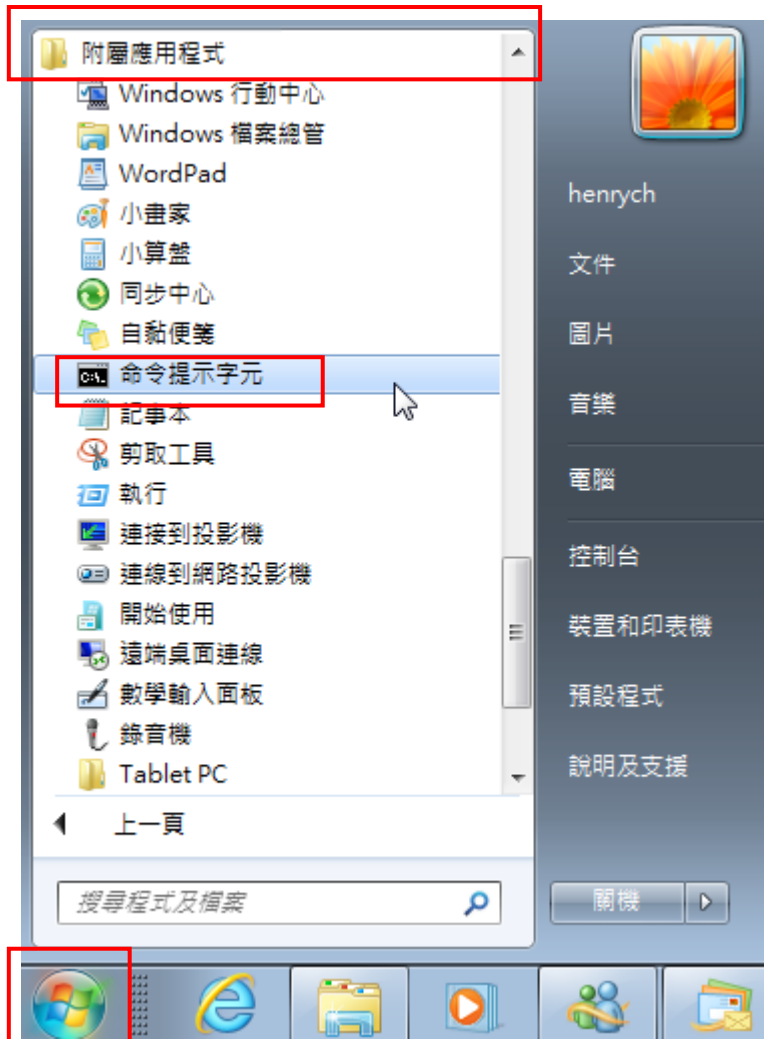 附屬應用程式
Windows 行動中心
Windows 檔案總管
WordPad
小畫家
小算盤
同步中心
自黏便箋
命令提示字元
記事本
剪取工具
執行
連接到投影機
連線到網路投影機
開始使用
遠端桌面連線
數學輸入面板
錄音機
Tablet PC
上一頁
搜尋程式及檔案
henrych
文件
圖片
音樂
電腦
控制台
裝置和印表機
預設程式
說明及支援
關機